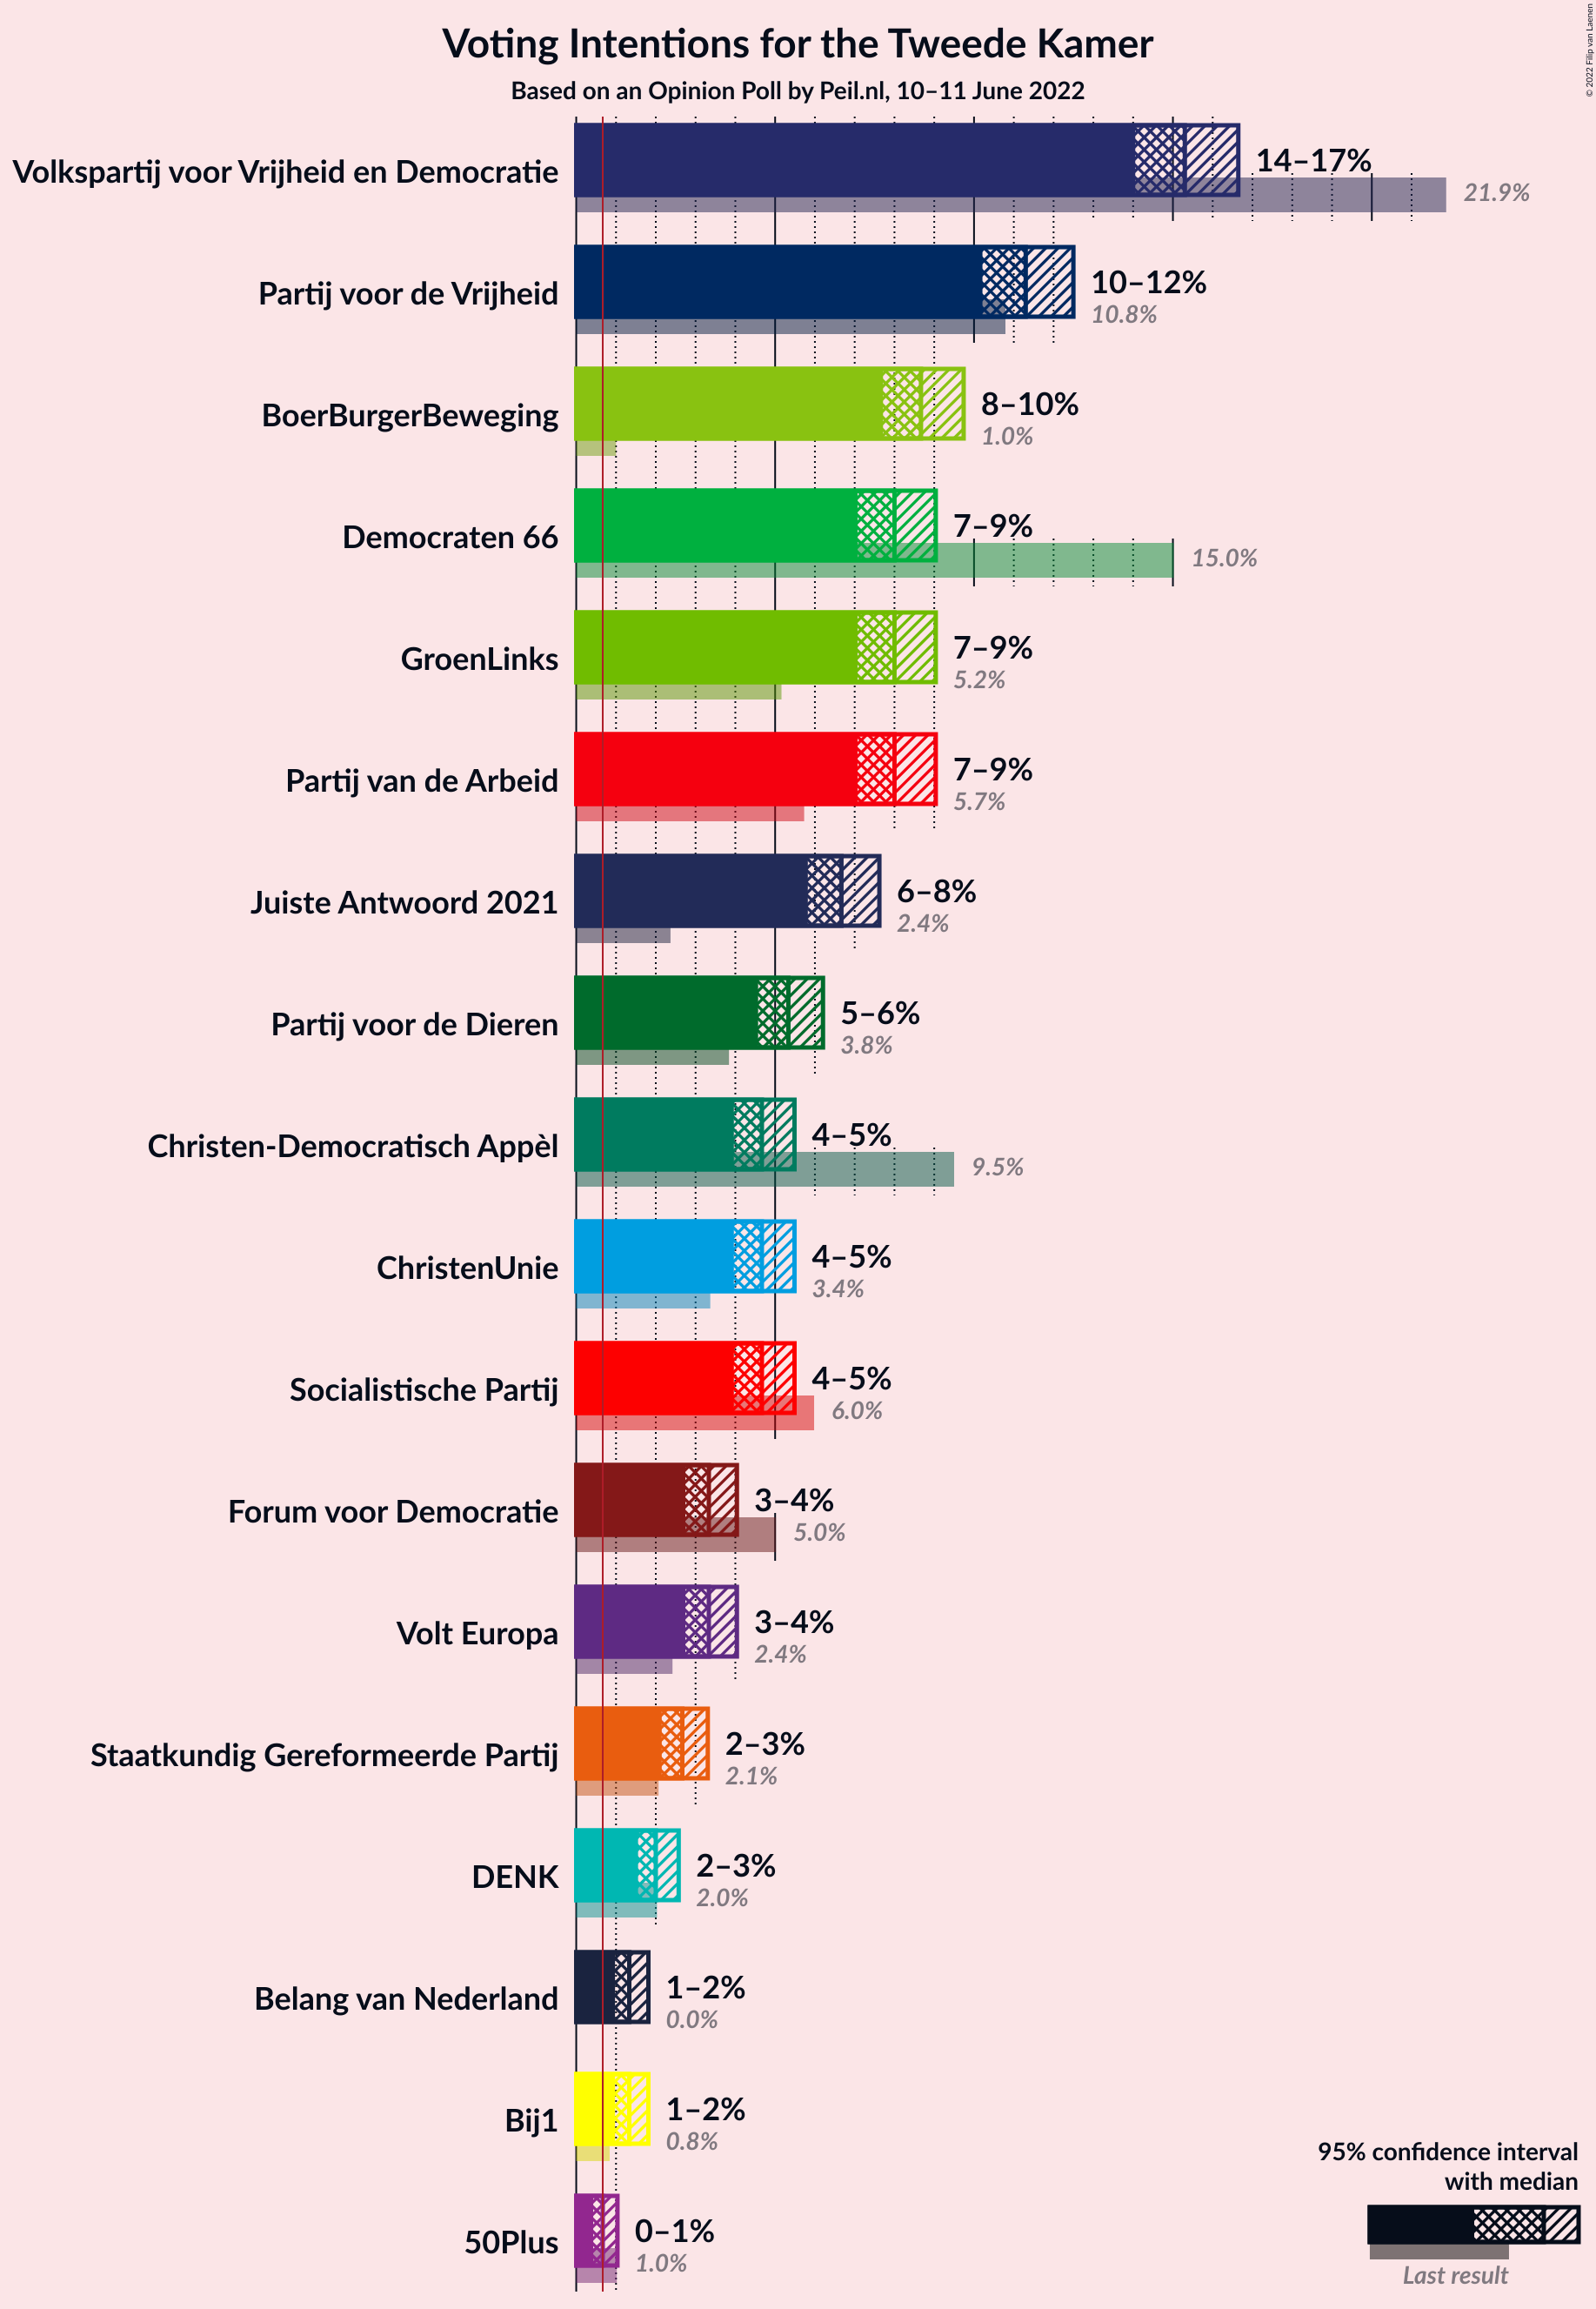 Voting Intentions for the Tweede Kamer
Based on an Opinion Poll by Peil.nl, 10–11 June 2022
© 2022 Filip van Laenen
Volkspartij voor Vrijheid en Democratie
14–17%
21.9%
Partij voor de Vrijheid
10–12%
10.8%
BoerBurgerBeweging
8–10%
1.0%
Democraten 66
7–9%
15.0%
GroenLinks
7–9%
5.2%
Partij van de Arbeid
7–9%
5.7%
Juiste Antwoord 2021
6–8%
2.4%
Partij voor de Dieren
5–6%
3.8%
Christen-Democratisch Appèl
4–5%
9.5%
ChristenUnie
4–5%
3.4%
Socialistische Partij
4–5%
6.0%
Forum voor Democratie
3–4%
5.0%
Volt Europa
3–4%
2.4%
Staatkundig Gereformeerde Partij
2–3%
2.1%
DENK
2–3%
2.0%
Belang van Nederland
1–2%
0.0%
Bij1
1–2%
0.8%
50Plus
0–1%
1.0%
95% confidence interval
with median
Last result